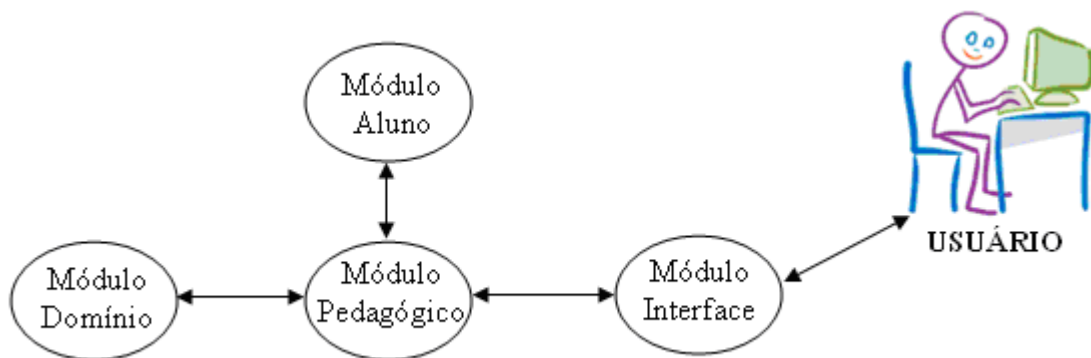 Módulo
Aluno
USUÁRIO
Módulo
Domínio
Módulo
Pedagógico
Módulo
Interface